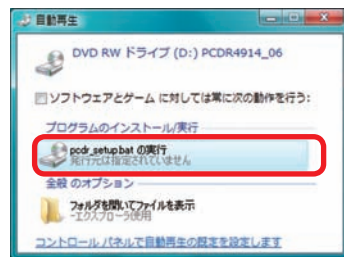 自動再生
DVD RW ドライブ (D:) PCDR4914_06
ソフトウェアとゲーム に対しては常に次の動作を行う:
プログラムのインストール/実行
pcdr_setup.bat の実行
発行元は指定されていません
全般 のオプション
フォルダを開いてファイルを表示
-エクスプローラ使用
コントロール パネルで自動再生の既定を設定します